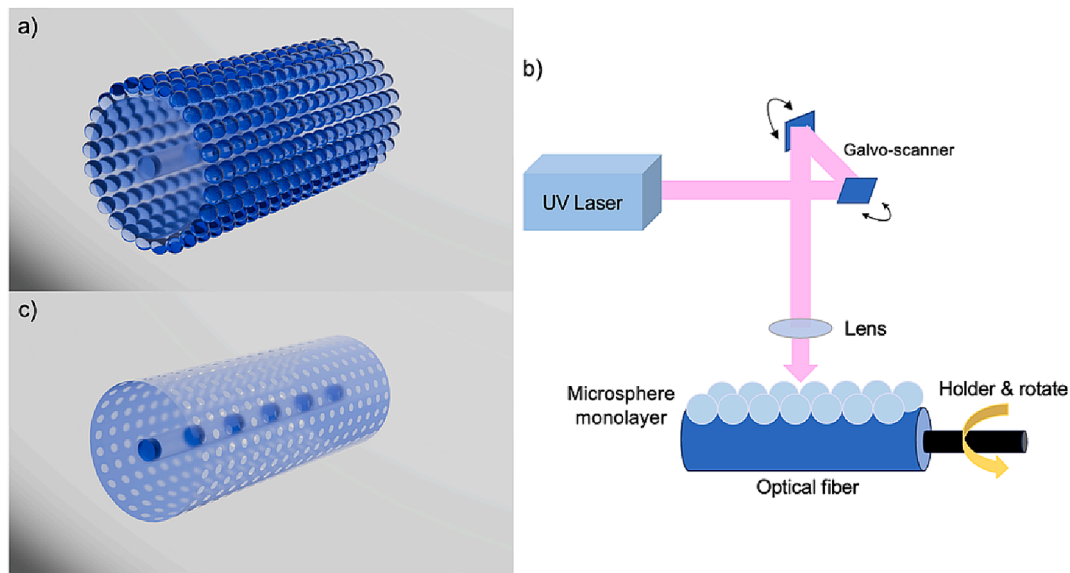 a)
b)
Galvo-scanner
UV Laser
c)
Lens
Microsphere
monolayer
Holder & rotate
Optical fiber